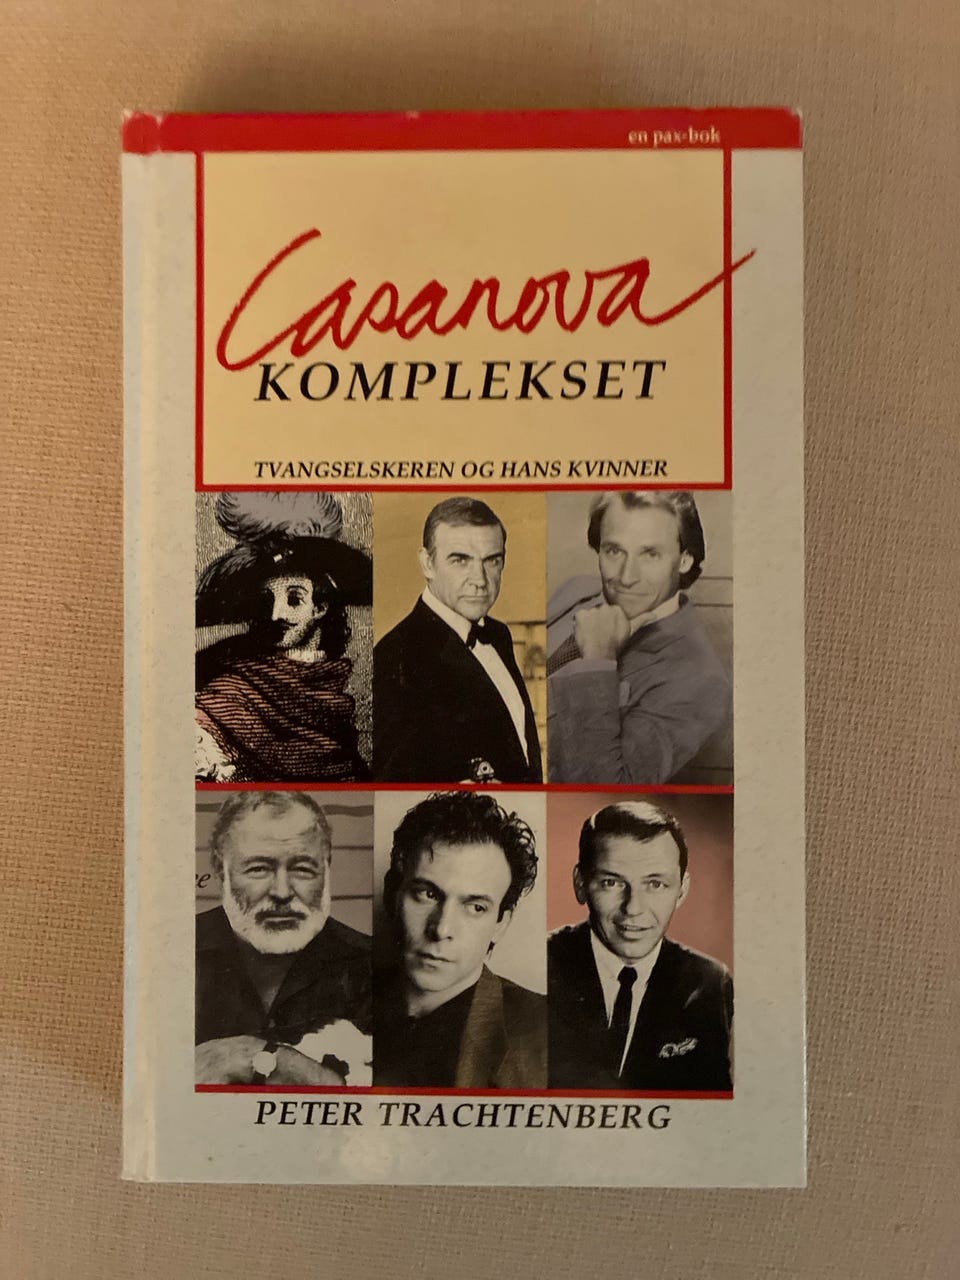 en pax-bok
Casanova
KOMPLEKSET
TVANGSELSKEREN OG HANS KVINNER
PETER TRACHTENBERG